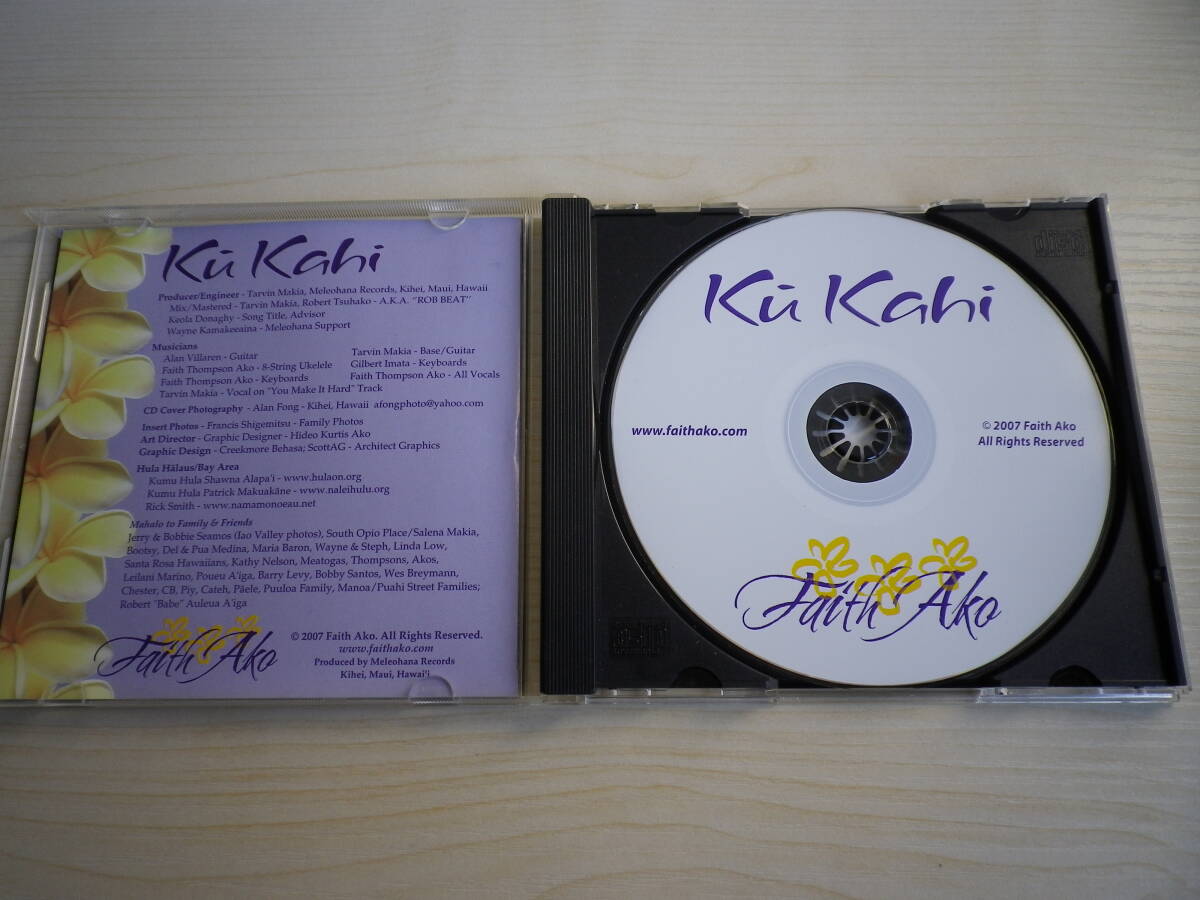 Kū Kahi
Producer/Engineer - Tarvin Makia, Meleohana Records, Kihei, Maui, Hawaii
Mix/Mastered - Tarvin Makia, Robert Tsuhako - A.K.A. "ROB BEAT"
Keola Donaghy - Song Title, Advisor
Wayne Kamakeeaina - Meleohana Support
Musicians
Alan Villaren - Guitar
Faith Thompson Ako - 8-String Ukelele
Faith Thompson Ako - Keyboards
Tarvin Makia - Base/Guitar
Gilbert Imata - Keyboards
Faith Thompson Ako - All Vocals
Tarvin Makia - Vocal on "You Make It Hard" Track
CD Cover Photography - Alan Fong - Kihei, Hawaii afongphoto@yahoo.com
Insert Photos - Francis Shigemitsu - Family Photos
Art Director - Graphic Designer - Hideo Kurtis Ako
Graphic Design - Creekmore Behasa; ScottAG - Architect Graphics
Hula Hālaus/Bay Area
Kumu Hula Shawna Alapa'i - www.hulaon.org
Kumu Hula Patrick Makuakāne - www.naleihulu.org
Rick Smith - www.namamonoeau.net
Mahalo to Family & Friends
Jerry & Bobbie Seamos (Iao Valley photos), South Opio Place/Salena Makia,
Bootsy, Del & Pua Medina, Maria Baron, Wayne & Steph, Linda Low,
Santa Rosa Hawaiians, Kathy Nelson, Meatogas, Thompsons, Akos,
Leilani Marino, Poueu A'iga, Barry Levy, Bobby Santos, Wes Breymann,
Chester, CB, Piy, Cateh, Pāele, Puuloa Family, Manoa/Puahi Street Families;
Robert "Babe" Auleua A'iga
Faith Ako
© 2007 Faith Ako. All Rights Reserved.
www.faithako.com
Produced by Meleohana Records
Kihei, Maui, Hawai'i
Kū Kahi
www.faithako.com
© 2007 Faith Ako
All Rights Reserved
Faith Ako
disc